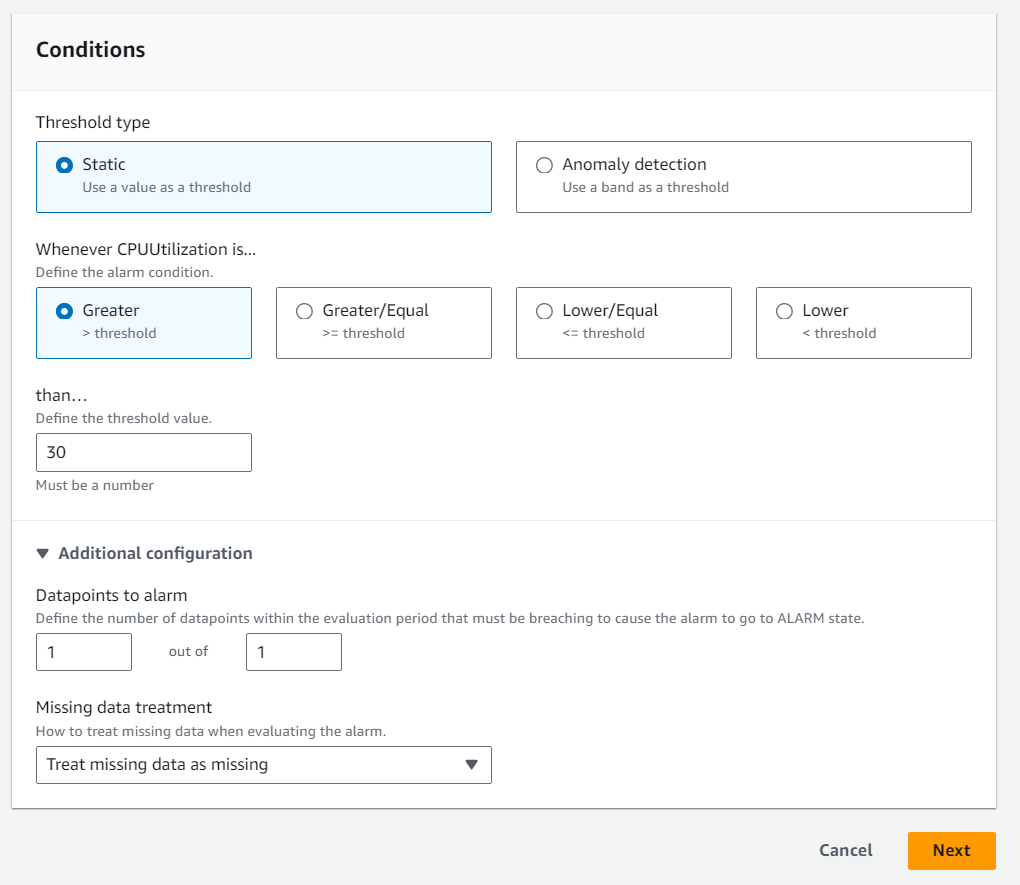 Conditions
Threshold type
Static
Use a value as a threshold
Anomaly detection
Use a band as a threshold
Whenever CPUUtilization is...
Define the alarm condition.
Greater
> threshold
Greater/Equal
>= threshold
Lower/Equal
<= threshold
Lower
< threshold
than...
Define the threshold value.
30
Must be a number
Additional configuration
Datapoints to alarm
Define the number of datapoints within the evaluation period that must be breaching to cause the alarm to go to ALARM state.
1 out of 1
Missing data treatment
How to treat missing data when evaluating the alarm.
Treat missing data as missing
Cancel Next